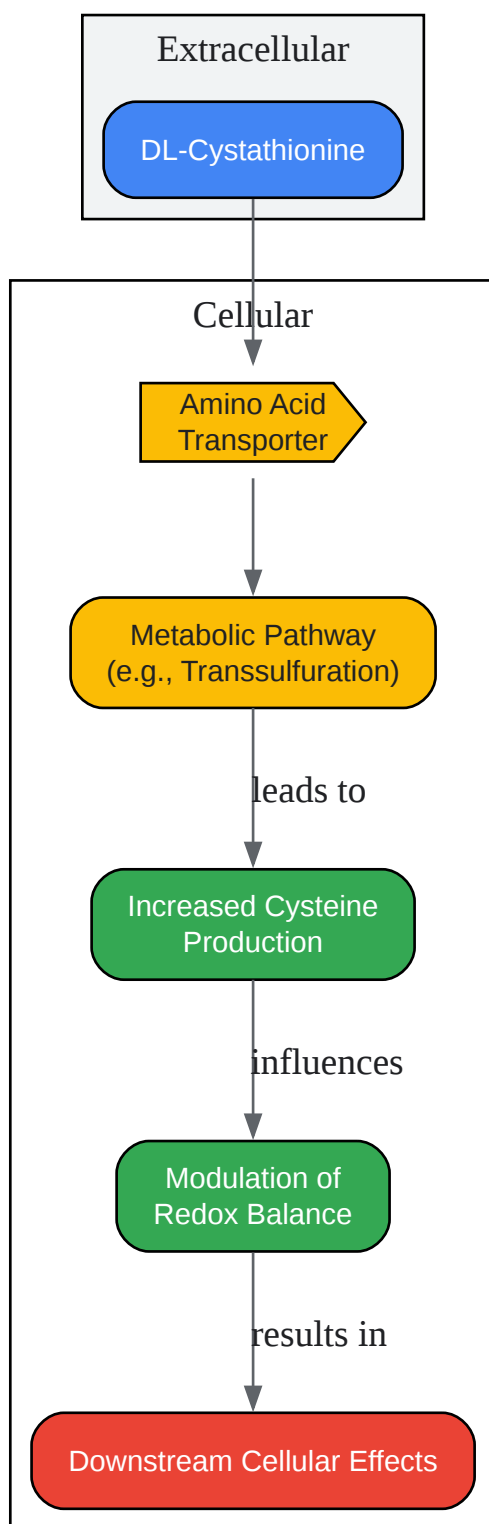 Extracellular
DL-Cystathionine
Cellular
Amino Acid
Transporter
Metabolic Pathway
(e.g., Transsulfuration)
leads to
Increased Cysteine
Production
influences
Modulation of
Redox Balance
results in
Downstream Cellular Effects